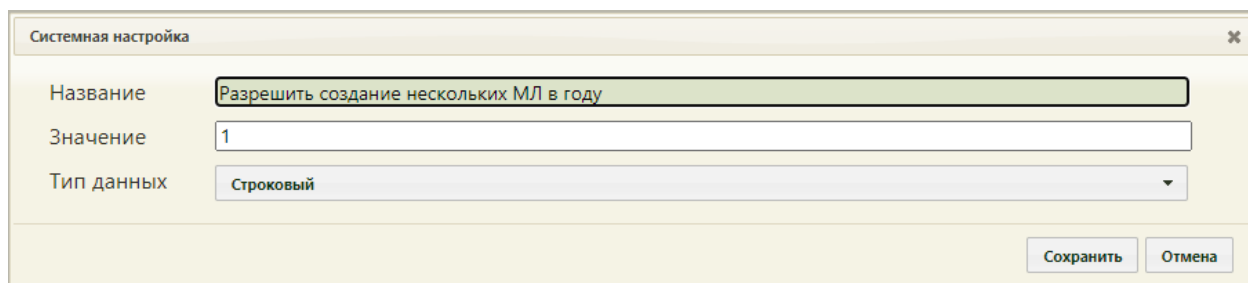 Системная настройка
Название Разрешить создание нескольких МЛ в году
Значение 1
Тип данных Строковый
Сохранить Отмена